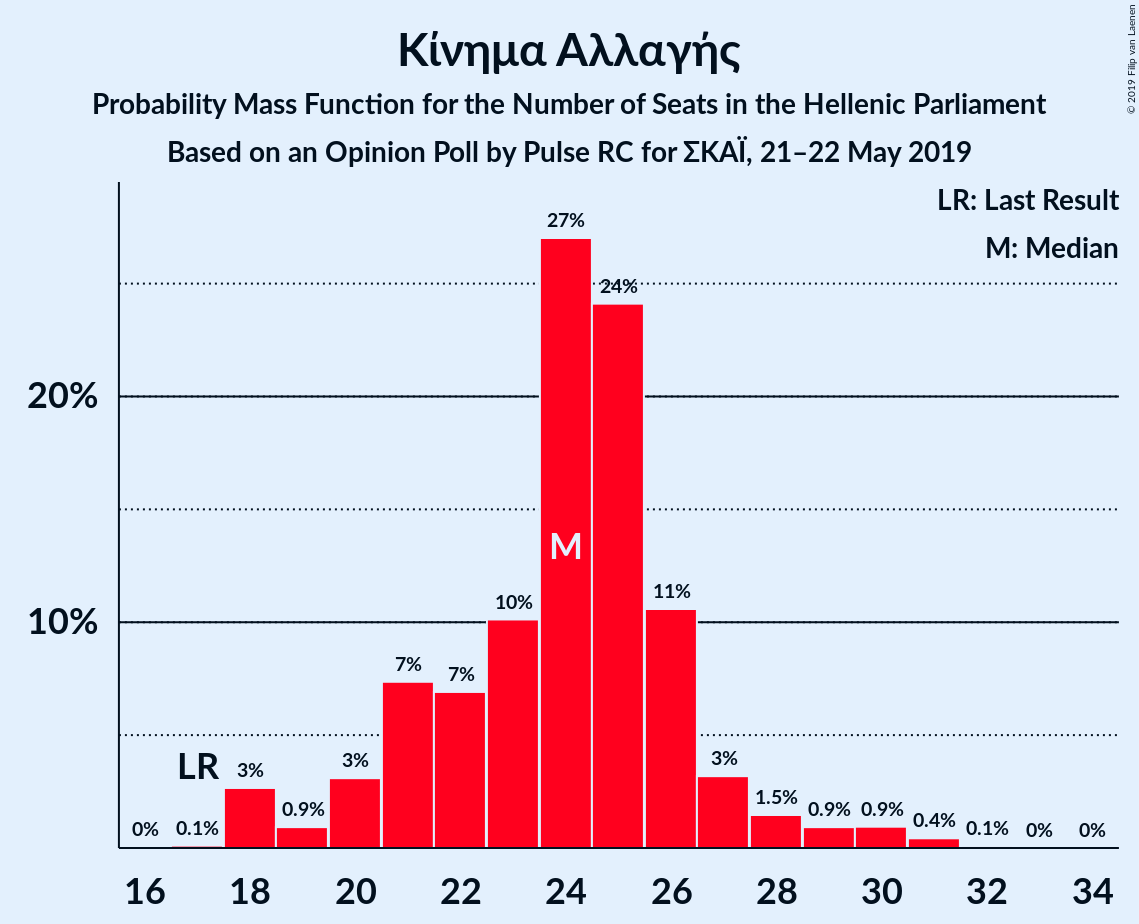 Κίνημα Αλλαγής
Probability Mass Function for the Number of Seats in the Hellenic Parliament
Based on an Opinion Poll by Pulse RC for ΣΚΑΪ, 21–22 May 2019
© 2019 Filip van Laenen
LR: Last Result
M: Median
27%
24%
20%
M
11%
10%
10%
7%
7%
LR
3%
3%
3%
1.5%
0%
0.1%
0.9%
0.9%
0.9%
0.4%
0.1%
0%
0%
16 18 20 22 24 26 28 30 32 34